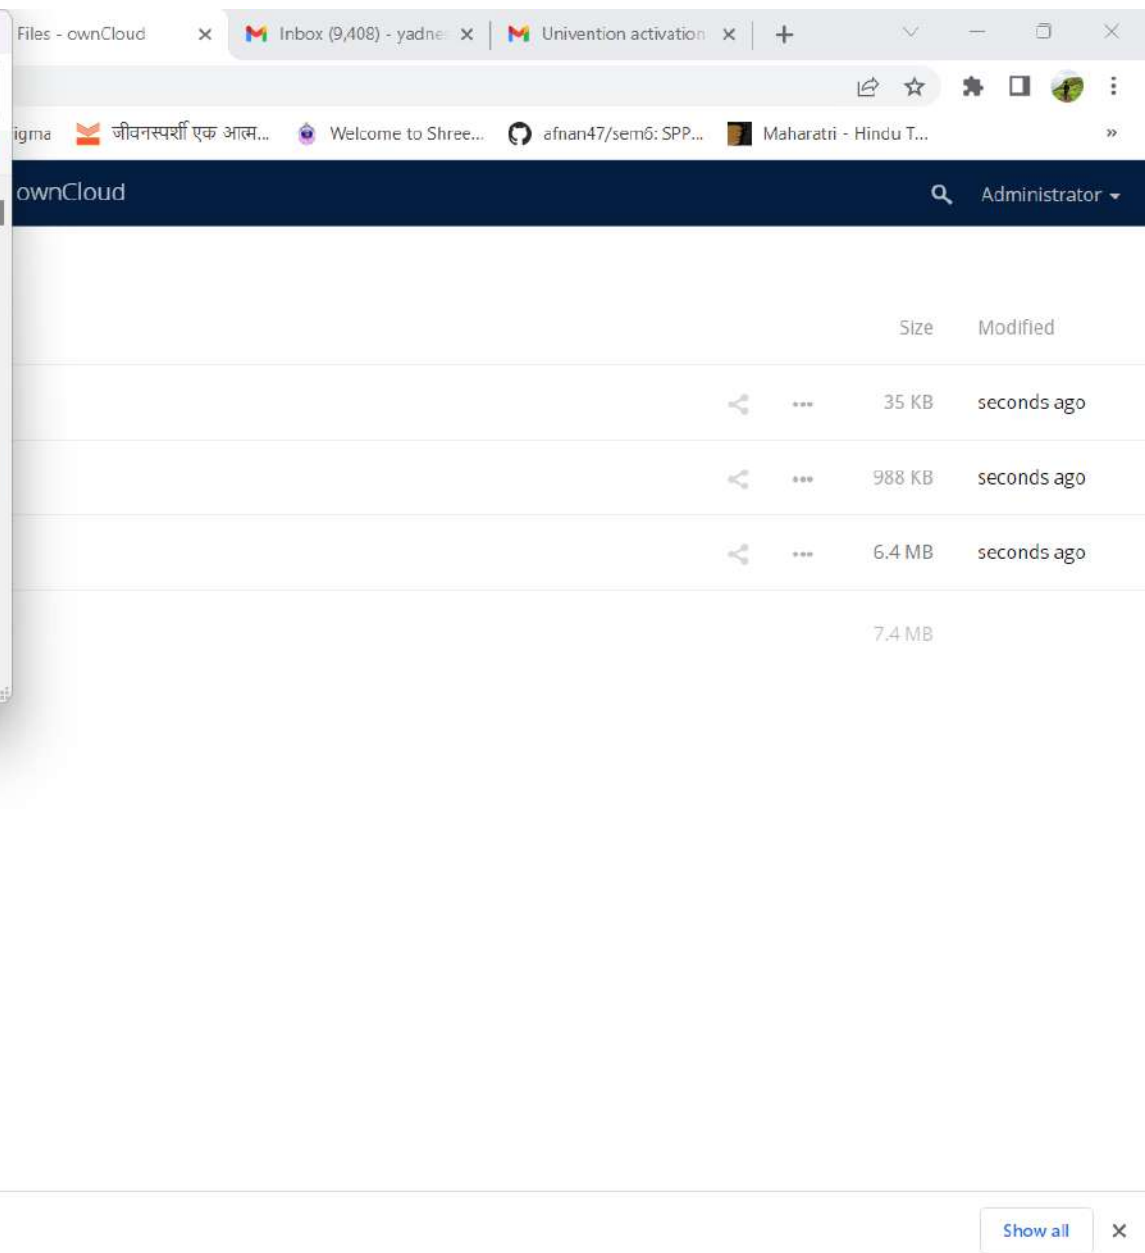 Files - ownCloud Inbox (9,408) - yadne Univention activation
igma जीवनस्पर्शी एक आत्म... Welcome to Shree... afnan47/sem6: SPP... Maharatri - Hindu T... »
ownCloud Administrator
Size Modified
35 KB seconds ago
988 KB seconds ago
6.4 MB seconds ago
7.4 MB
Show all